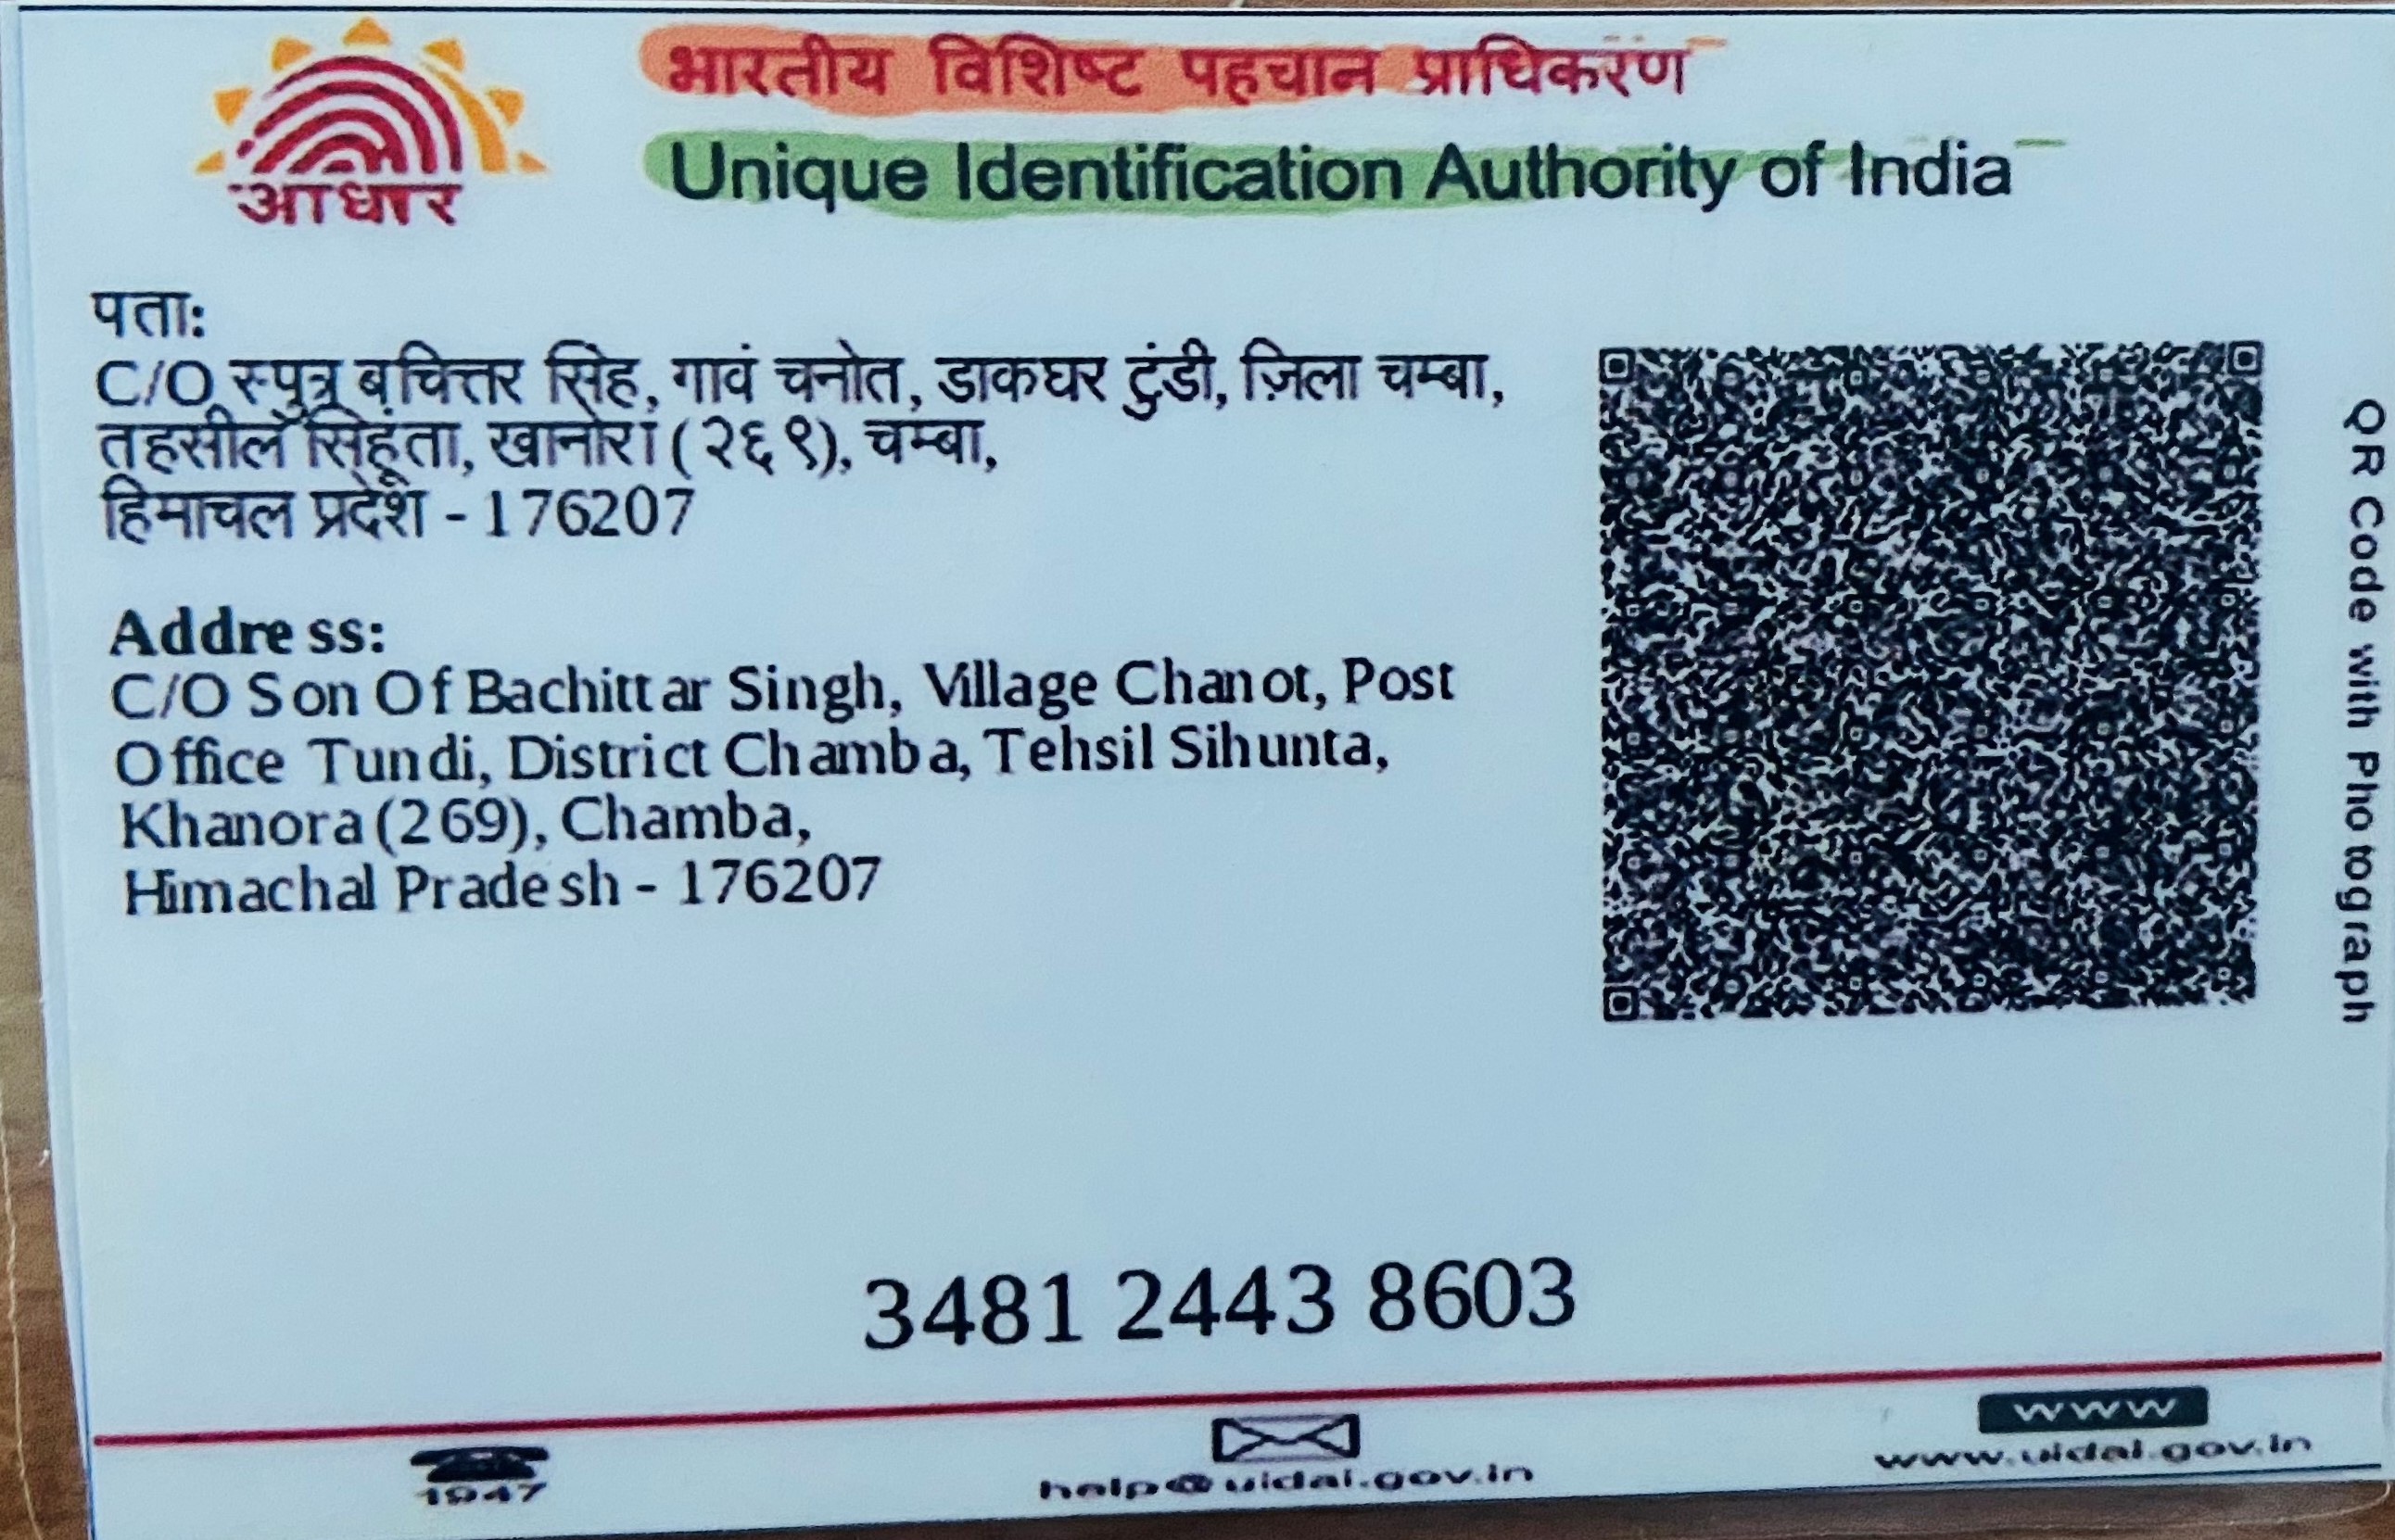 आधार
भारतीय विशिष्ट पहचान प्राधिकरण
Unique Identification Authority of India
पता:
C/O स्पुत्र बचित्तर सिंह, गावं चनोत, डाकघर टुंडी, ज़िला चम्बा,
तहसील सिहूंता, खानोरा (२६९), चम्बा,
हिमाचल प्रदेश - 176207
Address:
C/O Son Of Bachittar Singh, Village Chanot, Post
Office Tundi, District Chamba, Tehsil Sihunta,
Khanora (269), Chamba,
Himachal Pradesh - 176207
QR Code with Photograph
3481 2443 8603
1947
help@uidai.gov.in
www
www.uidai.gov.in